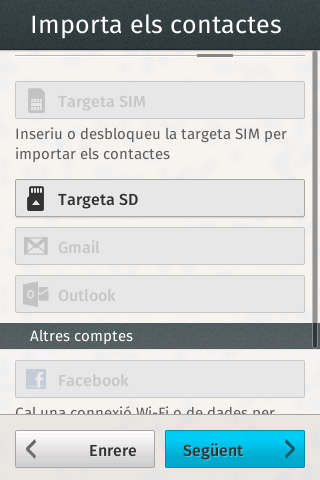 Importa els contactes
Targeta SIM
Inseriu o desbloqueu la targeta SIM per
importar els contactes
Targeta SD
Gmail
Outlook
Altres comptes
Facebook
Cal una connexió Wi-Fi o de dades per
Enrere
Següent